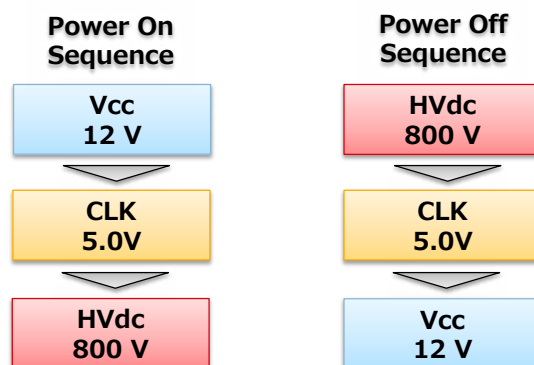 Power On
Sequence
Vcc
12 V
CLK
5.0V
HVdc
800 V
Power Off
Sequence
HVdc
800 V
CLK
5.0V
Vcc
12 V